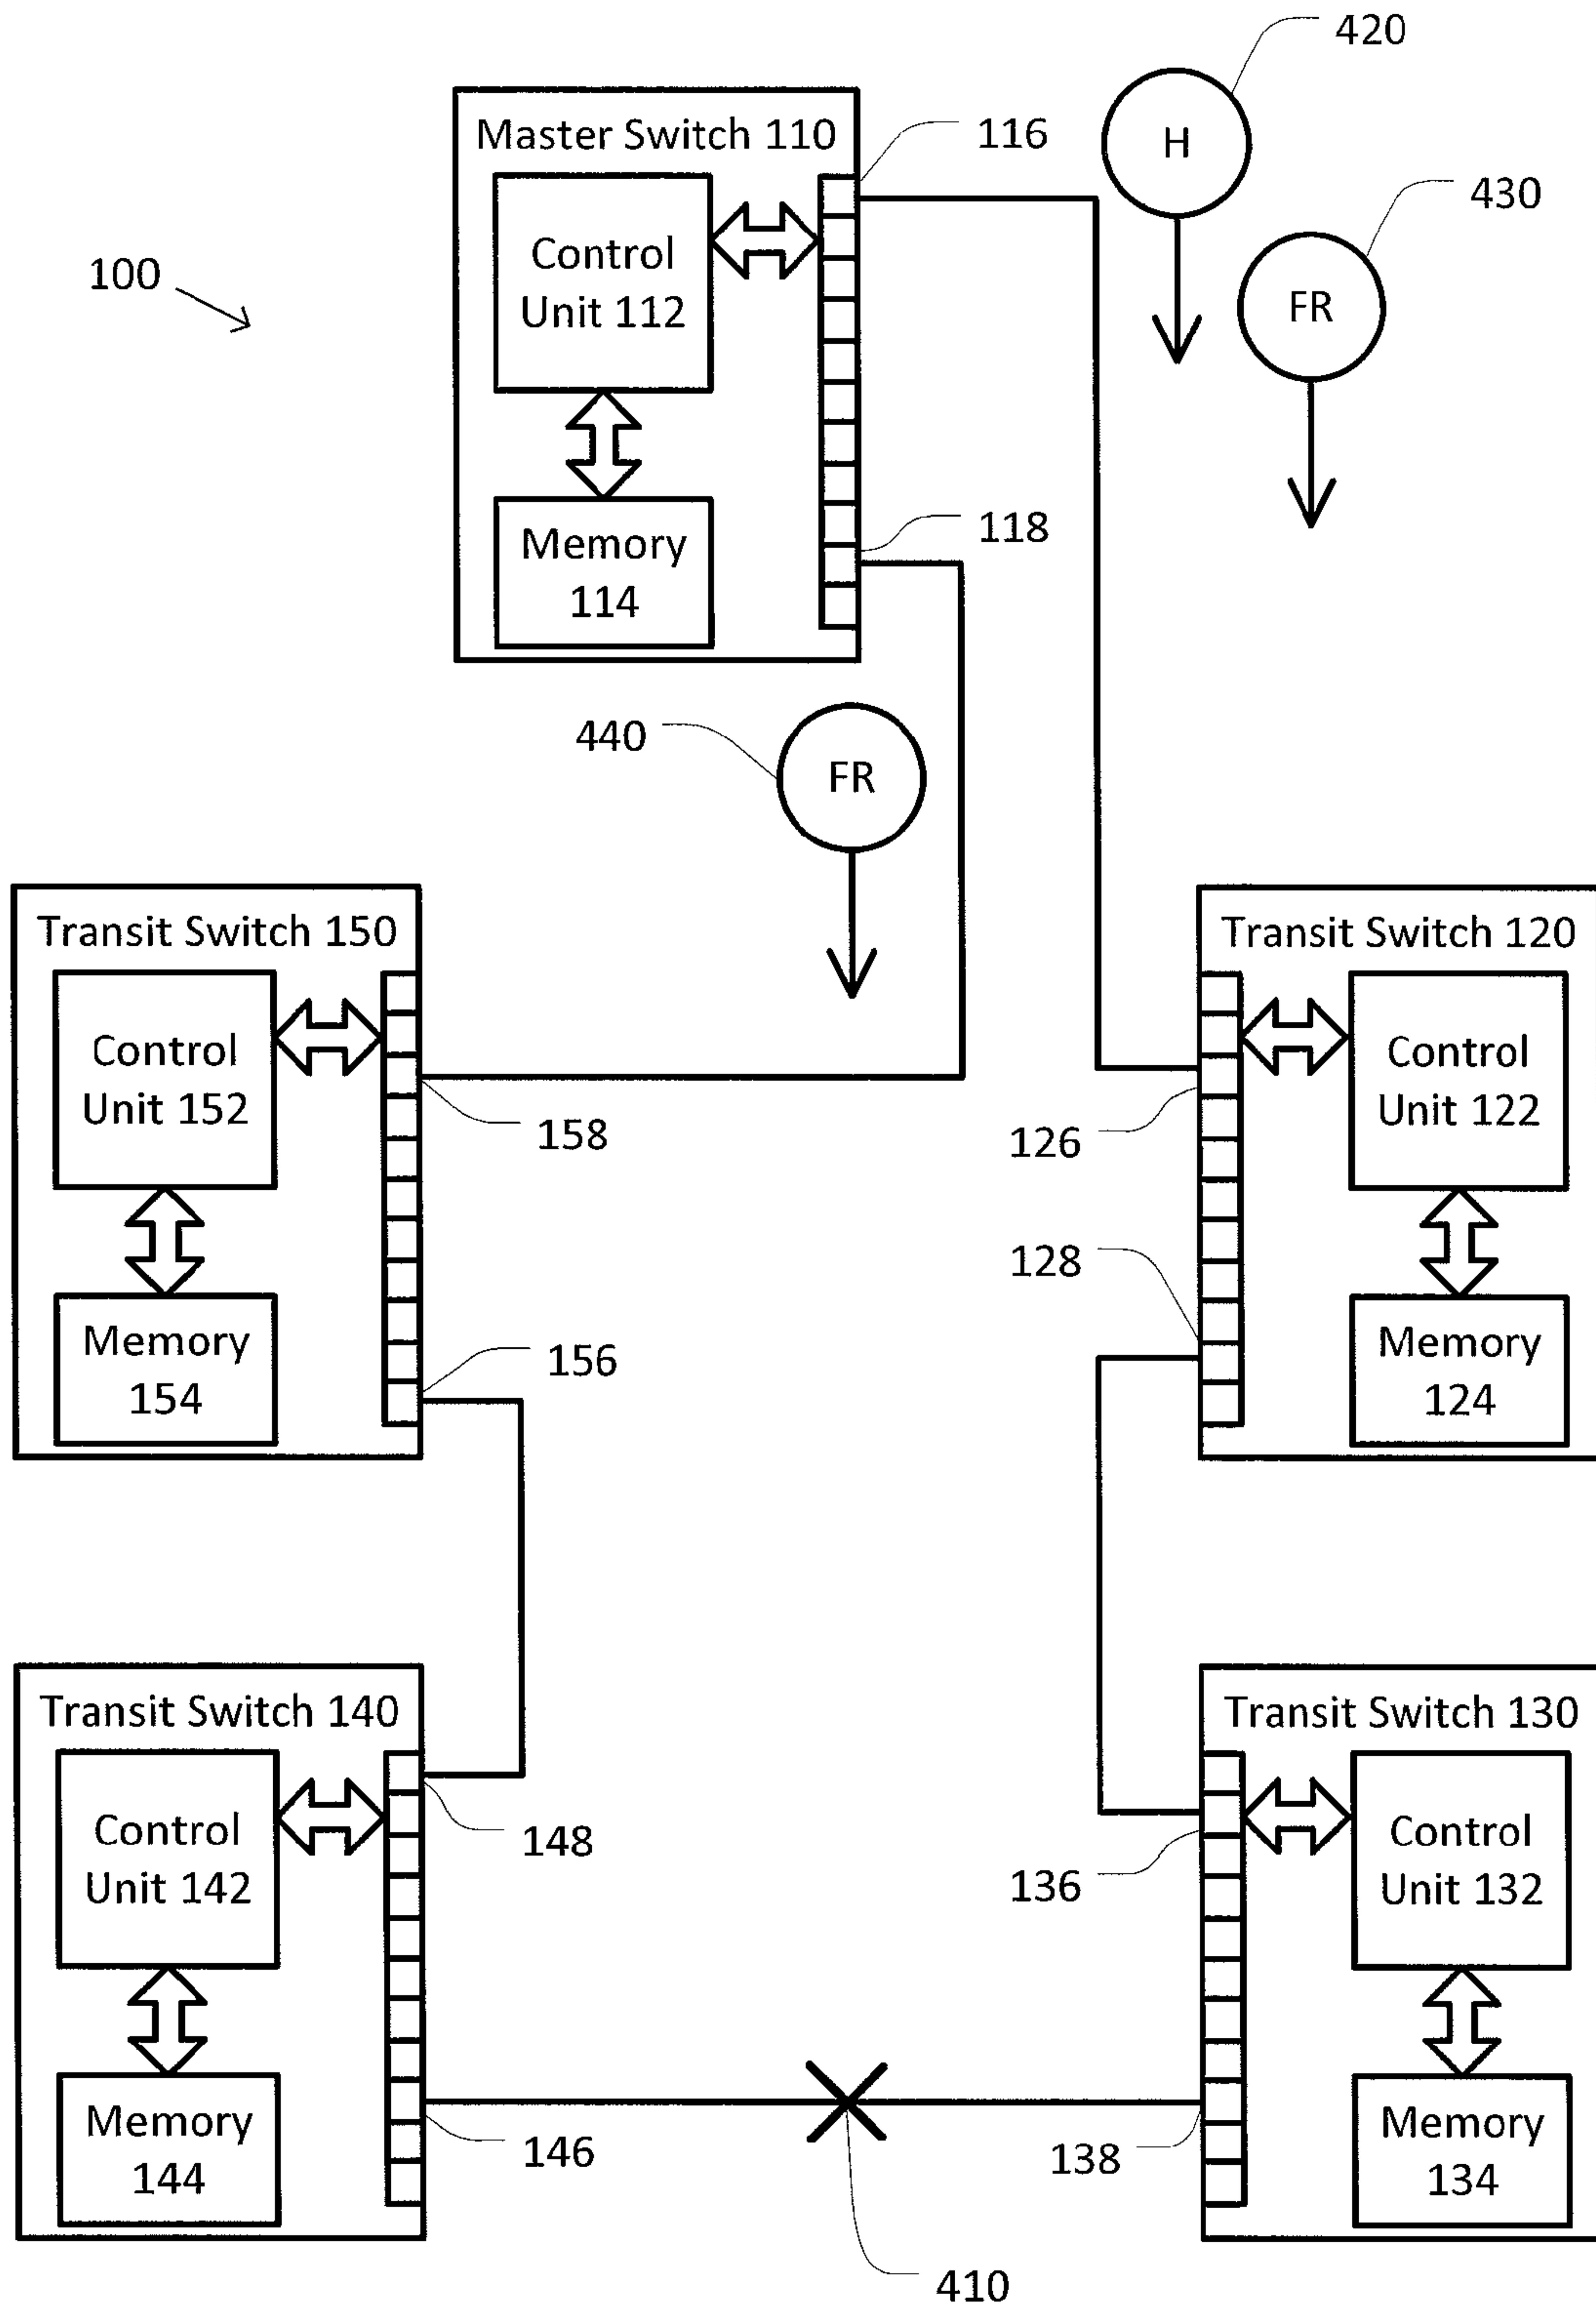 420
Master Switch 110
116
H
430
Control
Unit 112
FR
100
118
Memory
114
440
FR
Transit Switch 150
Transit Switch 120
Control
Unit 152
Control
Unit 122
158
126
128
Memory
154
156
Memory
124
Transit Switch 140
Transit Switch 130
Control
Unit 142
148
136
Control
Unit 132
Memory
144
146
138
Memory
134
410